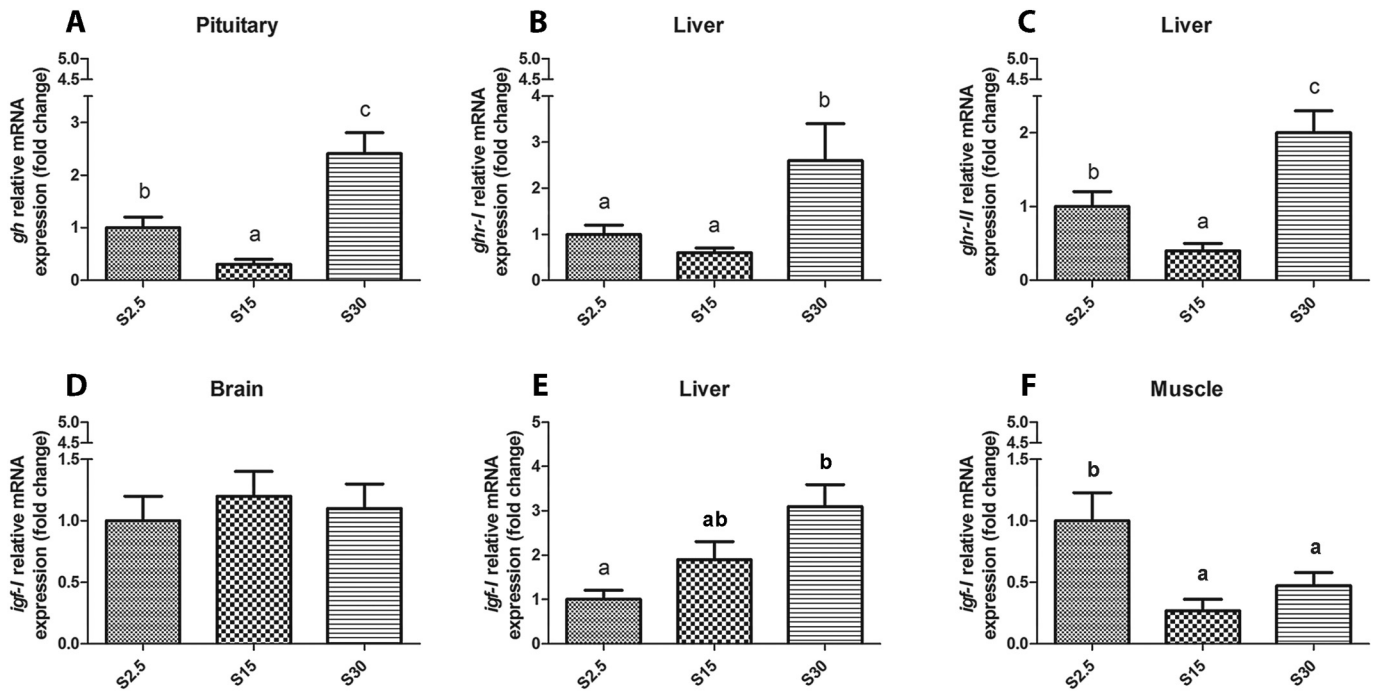 A Pituitary
gh relative mRNA
expression (fold change)
5.0
4.5
3
2
1
0
b
a
c
S2.5
S15
S30
B Liver
ghr-I relative mRNA
expression (fold change)
5.0
4.5
4
3
2
1
0
a
a
b
S2.5
S15
S30
C Liver
ghr-II relative mRNA
expression (fold change)
5.0
4.5
2
1
0
b
a
c
S2.5
S15
S30
D Brain
igf-I relative mRNA
expression (fold change)
5.0
4.5
1.5
1.0
0.5
0.0
S2.5
S15
S30
E Liver
igf-I relative mRNA
expression (fold change)
5
4
3
2
1
0
a
ab
b
S2.5
S15
S30
F Muscle
igf-I relative mRNA
expression (fold change)
5.0
4.5
1.5
1.0
0.5
0.0
b
a
a
S2.5
S15
S30